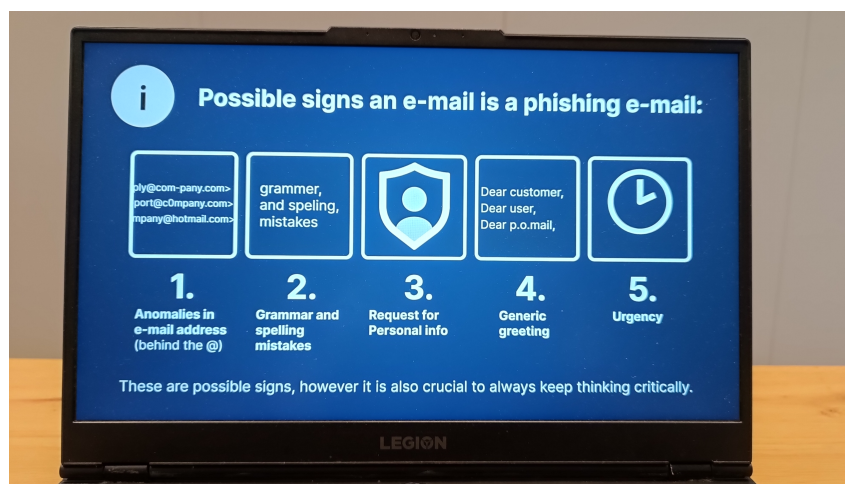 i
Possible signs an e-mail is a phishing e-mail:
ply@com-pany.com>
port@c0mpany.com>
mpany@hotmail.com>
grammer,
and speling,
mistakes
Dear customer,
Dear user,
Dear p.o.mail,
1.
Anomalies in
e-mail address
(behind the @)
2.
Grammar and
spelling
mistakes
3.
Request for
Personal info
4.
Generic
greeting
5.
Urgency
These are possible signs, however it is also crucial to always keep thinking critically.
LEGION